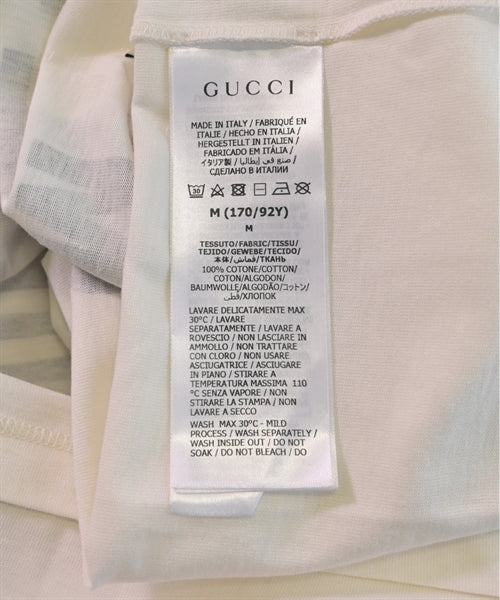 GUCCI
MADE IN ITALY / FABRIQUÉ EN
ITALIE / HECHO EN ITALIA /
HERGESTELLT IN ITALIEN /
FABRICADO EM ITÁLIA /
イタリア製 / صنع في إيطاليا /
СДЕЛАНО В ИТАЛИИ
30
M (170/92Y)
M
TESSUTO/FABRIC/TISSU/
TEJIDO/GEWEBE/TECIDO/
本体/قماش/ТКАНЬ
100% COTONE/COTTON/
COTON/ALGODON/
BAUMWOLLE/ALGODÃO/コットン/
قطن/ХЛОПОК
LAVARE DELICATAMENTE MAX
30°C / LAVARE
SEPARATAMENTE / LAVARE A
ROVESCIO / NON LASCIARE IN
AMMOLLO / NON TRATTARE
CON CLORO / NON USARE
ASCIUGATRICE / ASCIUGARE
IN PIANO / STIRARE A
TEMPERATURA MASSIMA 110
°C SENZA VAPORE / NON
STIRARE LA STAMPA / NON
LAVARE A SECCO
WASH MAX 30°C - MILD
PROCESS / WASH SEPARATELY /
WASH INSIDE OUT / DO NOT
SOAK / DO NOT BLEACH / DO